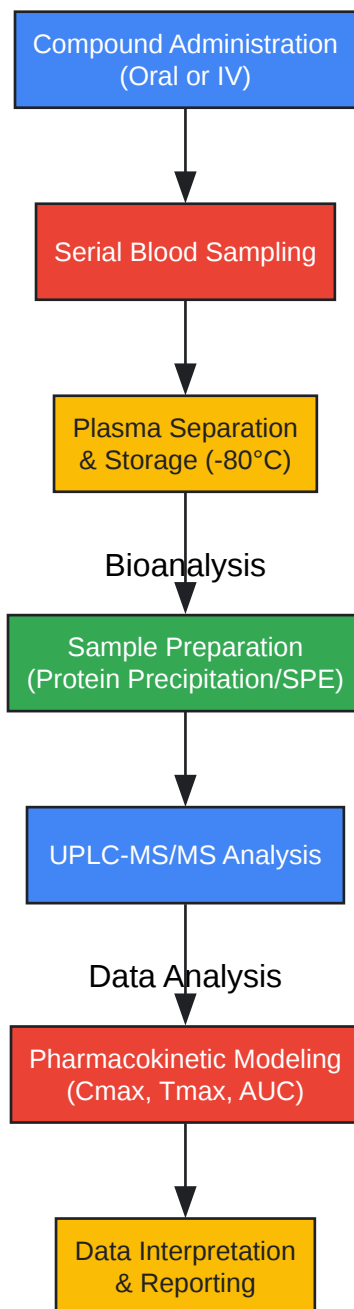 Compound Administration
(Oral or IV)
Serial Blood Sampling
Plasma Separation
& Storage (-80°C)
Bioanalysis
Sample Preparation
(Protein Precipitation/SPE)
UPLC-MS/MS Analysis
Data Analysis
Pharmacokinetic Modeling
(Cmax, Tmax, AUC)
Data Interpretation
& Reporting